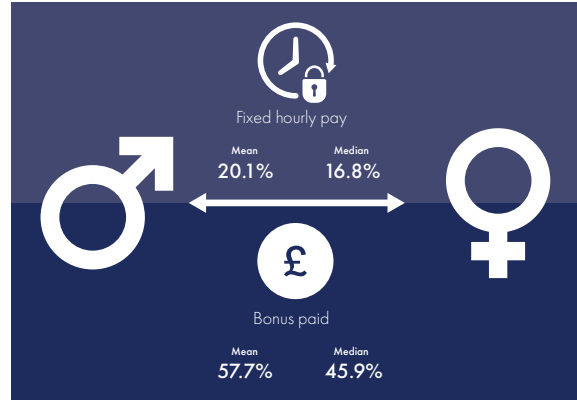 Fixed hourly pay
Mean Median
20.1% 16.8%
£
Bonus paid
Mean Median
57.7% 45.9%